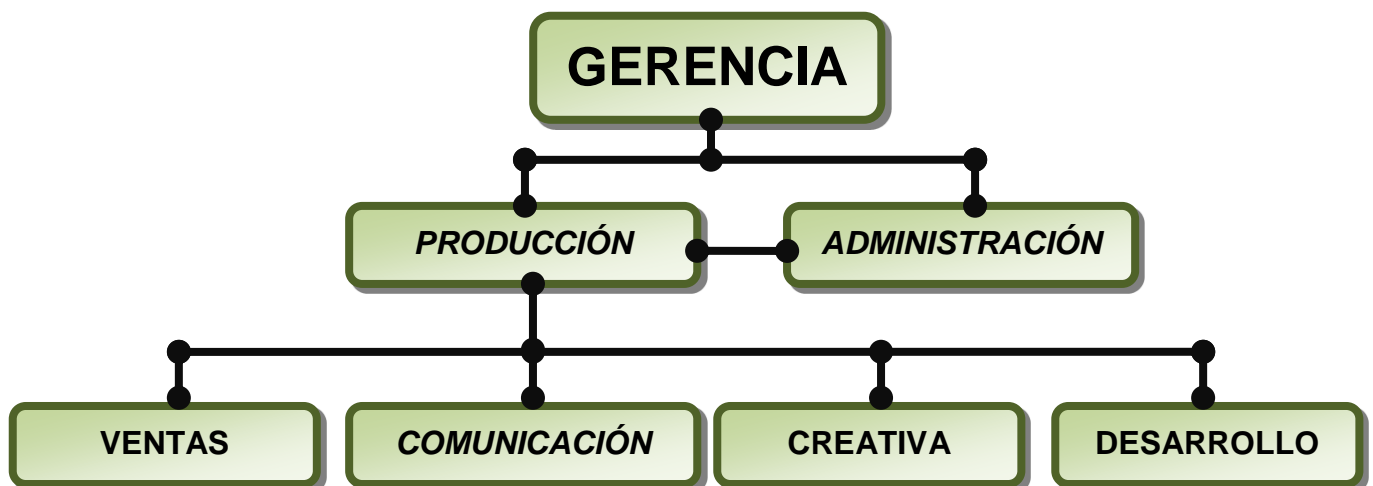 GERENCIA
PRODUCCIÓN
ADMINISTRACIÓN
VENTAS
COMUNICACIÓN
CREATIVA
DESARROLLO